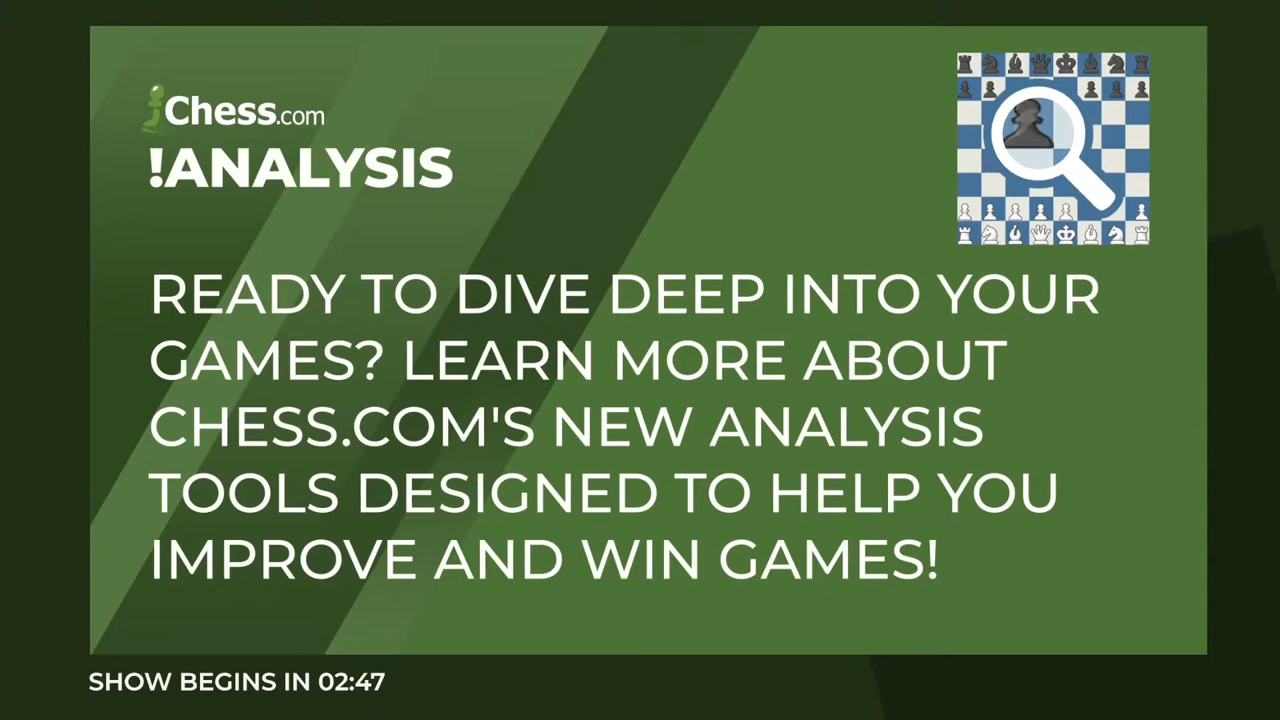 Chess.com
!ANALYSIS
READY TO DIVE DEEP INTO YOUR
GAMES? LEARN MORE ABOUT
CHESS.COM'S NEW ANALYSIS
TOOLS DESIGNED TO HELP YOU
IMPROVE AND WIN GAMES!
SHOW BEGINS IN 02:47